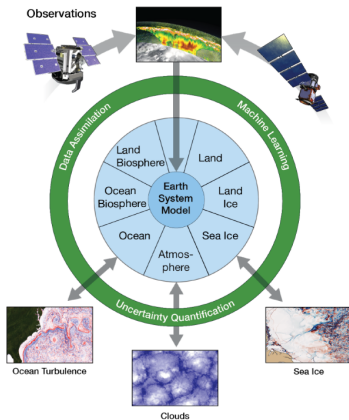 Observations
Data Assimilation
Machine Learning
Land
Biosphere
Land
Ocean
Biosphere
Earth
System
Model
Land
Ice
Ocean
Atmos-
phere
Sea Ice
Uncertainty Quantification
Ocean Turbulence
Clouds
Sea Ice